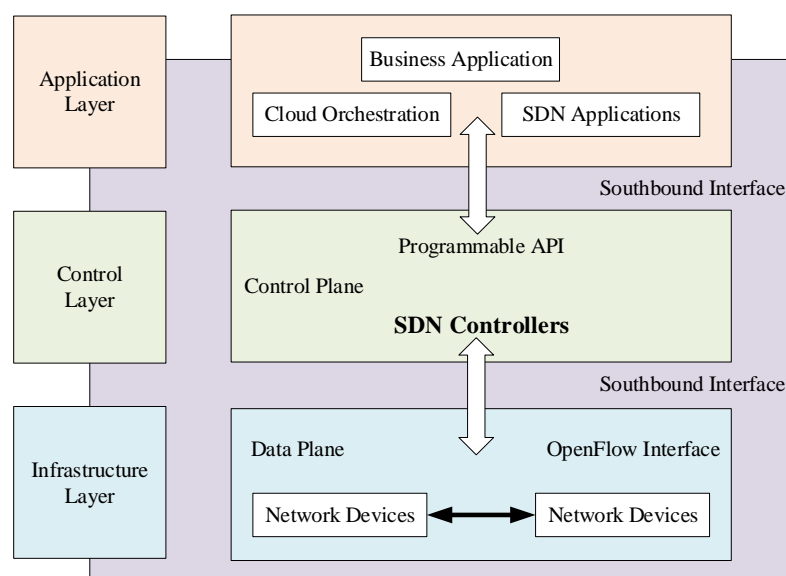 Application
Layer
Business Application
Cloud Orchestration
SDN Applications
Southbound Interface
Control
Layer
Programmable API
Control Plane
SDN Controllers
Southbound Interface
Infrastructure
Layer
Data Plane
OpenFlow Interface
Network Devices
Network Devices